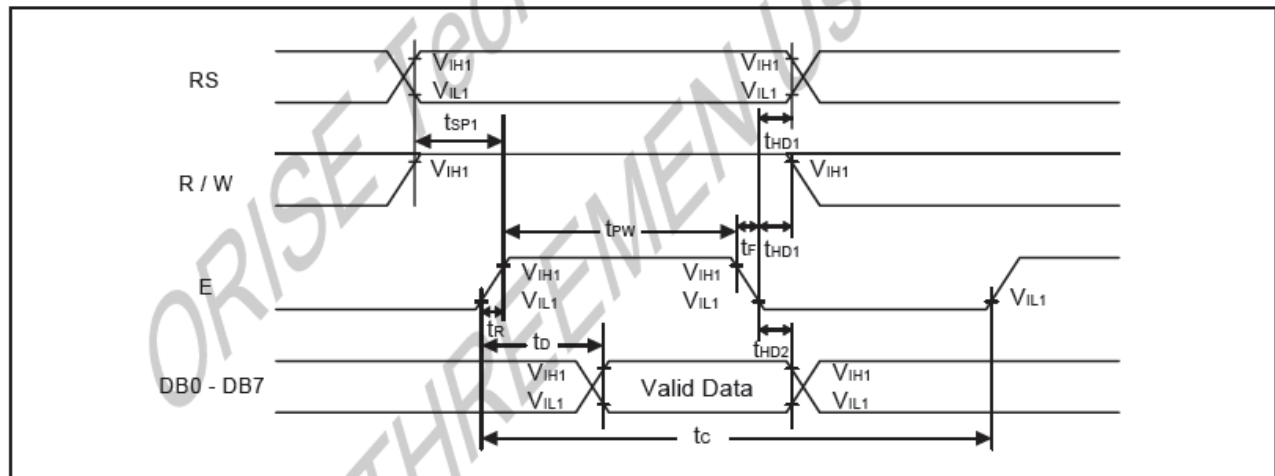 ORISE Tec
THREEMEN Us
RS
VIH1
VIL1
VIH1
VIL1
tSP1
tHD1
R / W
VIH1
VIH1
tPW
tF
tHD1
E
VIH1
VIL1
VIH1
VIL1
VIL1
tR
tD
tHD2
DB0 - DB7
VIH1
VIL1
Valid Data
VIH1
VIL1
tC